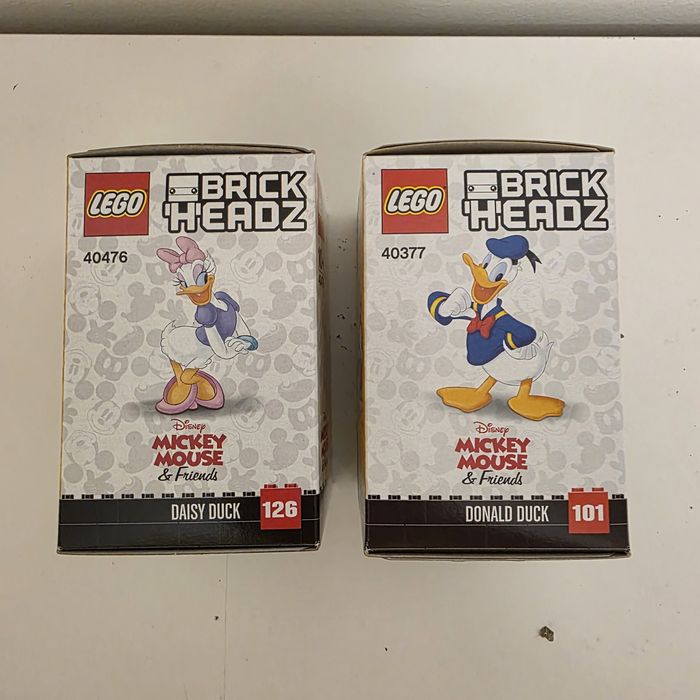 LEGO
BRICK
HEADZ
40476
Disney
MICKEY
MOUSE
& Friends
DAISY DUCK 126
LEGO
BRICK
HEADZ
40377
Disney
MICKEY
MOUSE
& Friends
DONALD DUCK 101